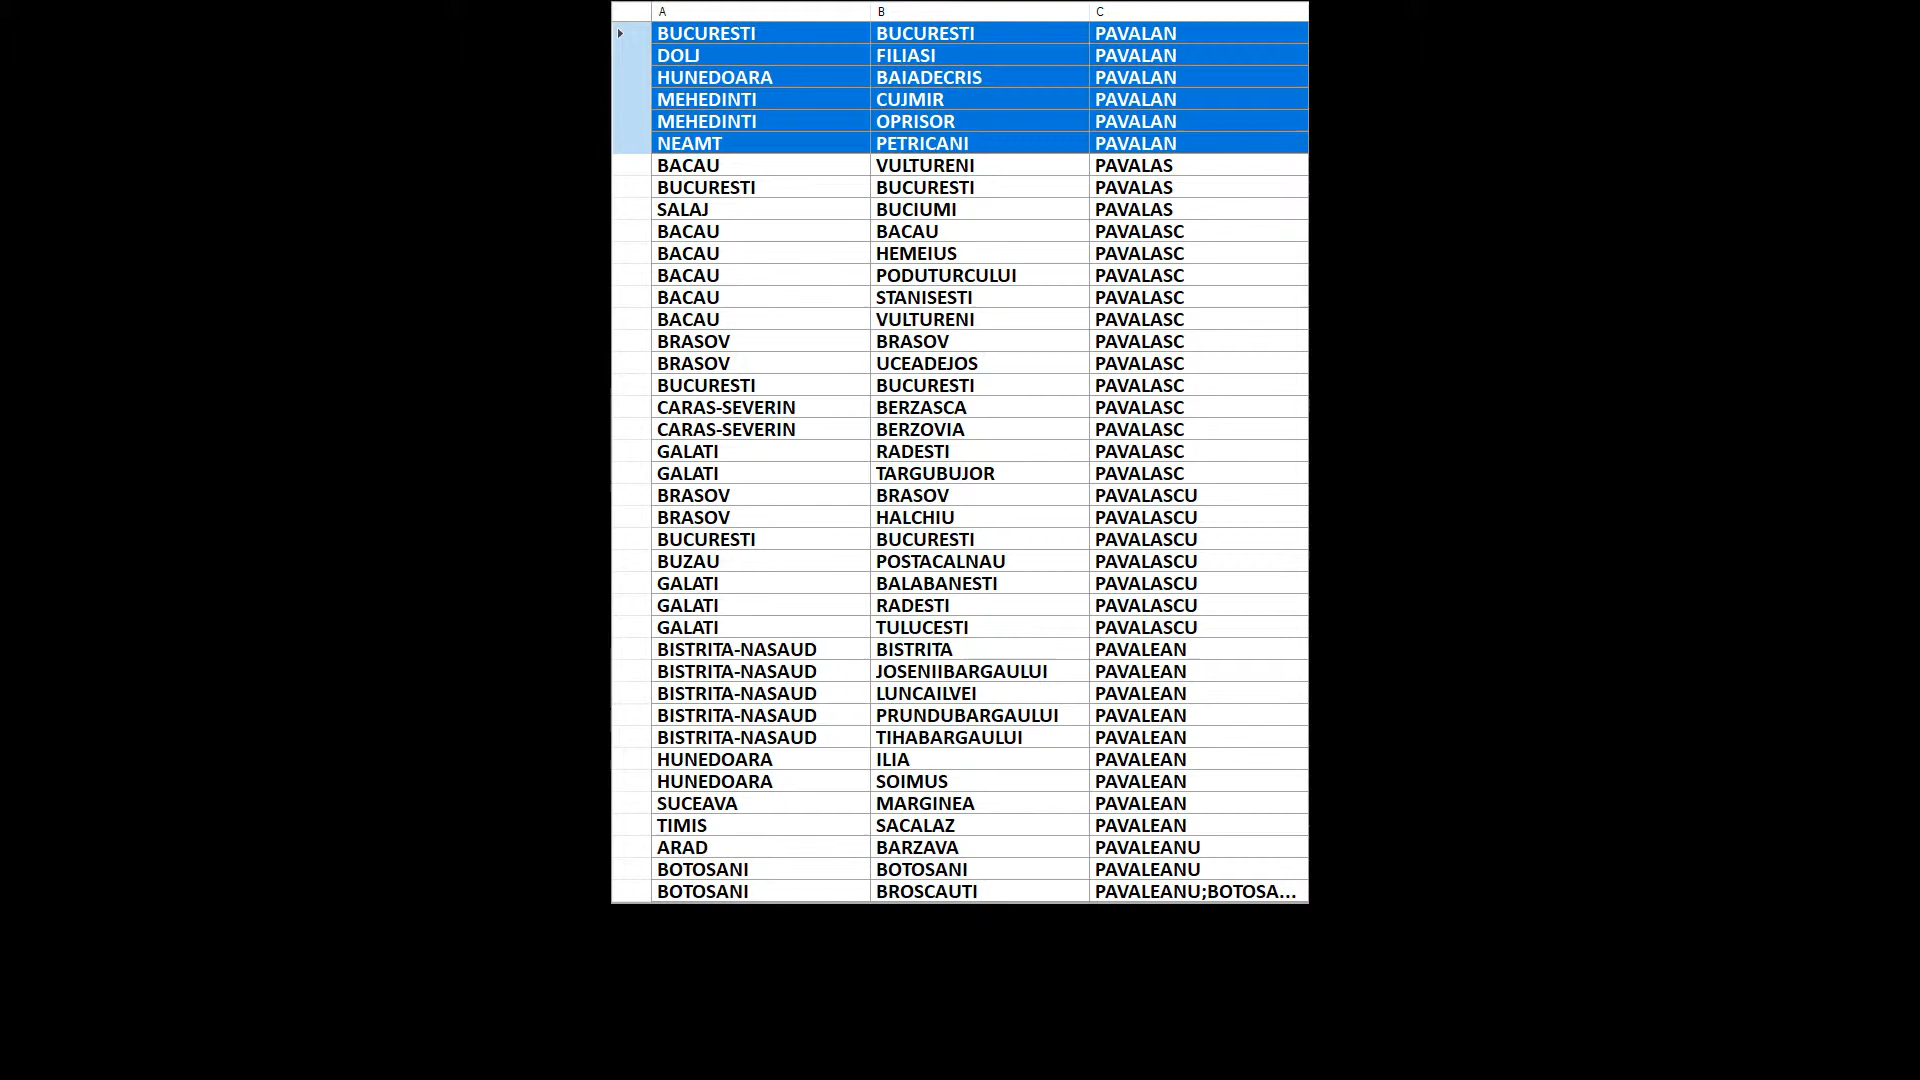 A B C
BUCURESTI BUCURESTI PAVALAN
DOLJ FILIASI PAVALAN
HUNEDOARA BAIADECRIS PAVALAN
MEHEDINTI CUJMIR PAVALAN
MEHEDINTI OPRISOR PAVALAN
NEAMT PETRICANI PAVALAN
BACAU VULTURENI PAVALAS
BUCURESTI BUCURESTI PAVALAS
SALAJ BUCIUMI PAVALAS
BACAU BACAU PAVALASC
BACAU HEMEIUS PAVALASC
BACAU PODUTURCULUI PAVALASC
BACAU STANISESTI PAVALASC
BACAU VULTURENI PAVALASC
BRASOV BRASOV PAVALASC
BRASOV UCEADEJOS PAVALASC
BUCURESTI BUCURESTI PAVALASC
CARAS-SEVERIN BERZASCA PAVALASC
CARAS-SEVERIN BERZOVIA PAVALASC
GALATI RADESTI PAVALASC
GALATI TARGUBUJOR PAVALASC
BRASOV BRASOV PAVALASCU
BRASOV HALCHIU PAVALASCU
BUCURESTI BUCURESTI PAVALASCU
BUZAU POSTACALNAU PAVALASCU
GALATI BALABANESTI PAVALASCU
GALATI RADESTI PAVALASCU
GALATI TULUCESTI PAVALASCU
BISTRITA-NASAUD BISTRITA PAVALEAN
BISTRITA-NASAUD JOSENIIBARGAULUI PAVALEAN
BISTRITA-NASAUD LUNCAILVEI PAVALEAN
BISTRITA-NASAUD PRUNDUBARGAULUI PAVALEAN
BISTRITA-NASAUD TIHABARGAULUI PAVALEAN
HUNEDOARA ILIA PAVALEAN
HUNEDOARA SOIMUS PAVALEAN
SUCEAVA MARGINEA PAVALEAN
TIMIS SACALAZ PAVALEAN
ARAD BARZAVA PAVALEANU
BOTOSANI BOTOSANI PAVALEANU
BOTOSANI BROSCAUTI PAVALEANU;BOTOSA...